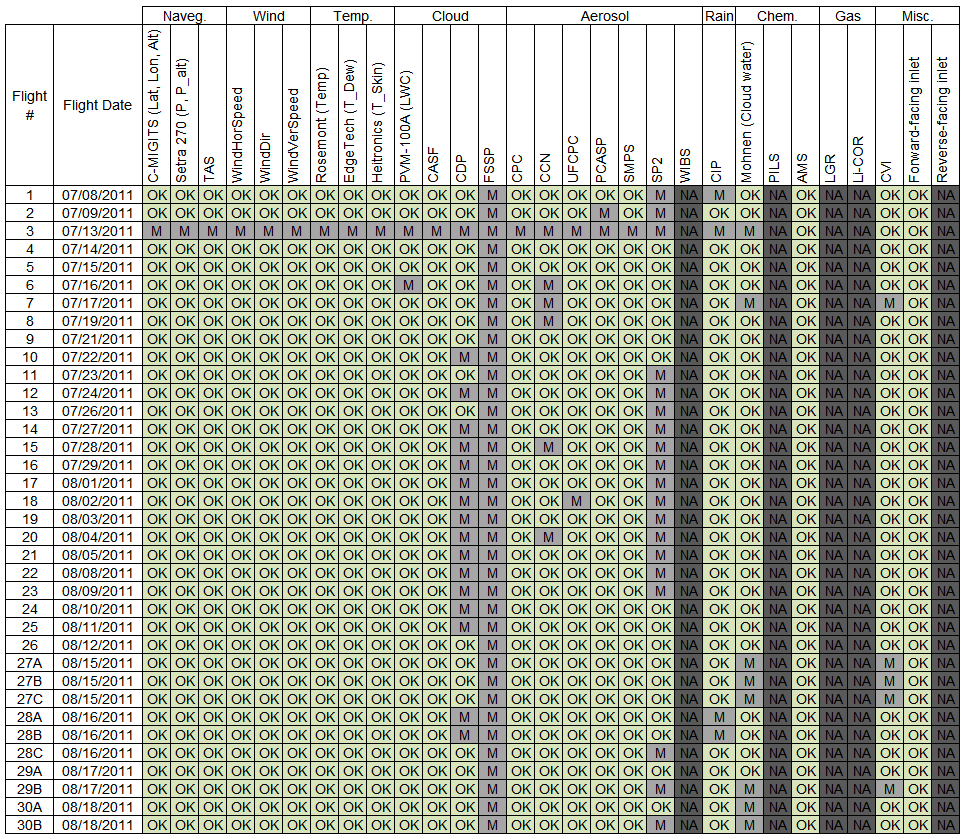 Naveg. Wind Temp. Cloud Aerosol Rain Chem. Gas Misc.
Flight # Flight Date C-MIGITS (Lat, Lon, Alt) Setra 270 (P, P_alt) TAS WindHorSpeed WindDir WindVerSpeed Rosemont (Temp) EdgeTech (T_Dew) Heitronics (T_Skin) PVM-100A (LWC) CASF CDP FSSP CPC CCN UFCPC PCASP SMPS SP2 WIBS CIP Mohnen (Cloud water) PILS AMS LGR LI-COR CVI Forward-facing inlet Reverse-facing inlet
1 07/08/2011 OK OK OK OK OK OK OK OK OK OK OK OK M OK OK OK OK OK M NA M OK NA OK NA NA OK OK NA
2 07/09/2011 OK OK OK OK OK OK OK OK OK OK OK OK M OK OK OK M OK M NA OK OK NA OK NA NA OK OK NA
3 07/13/2011 M M M M M M M M M M M M M M M M M M M NA M M NA OK NA NA OK OK NA
4 07/14/2011 OK OK OK OK OK OK OK OK OK OK OK OK M OK OK OK OK OK OK NA OK OK NA OK NA NA OK OK NA
5 07/15/2011 OK OK OK OK OK OK OK OK OK OK OK OK M OK OK OK OK OK OK NA OK OK NA OK NA NA OK OK NA
6 07/16/2011 OK OK OK OK OK OK OK OK OK M OK OK M OK M OK OK OK OK NA OK OK NA OK NA NA OK OK NA
7 07/17/2011 OK OK OK OK OK OK OK OK OK OK OK OK M OK M OK OK OK OK NA OK M NA OK NA NA M OK NA
8 07/19/2011 OK OK OK OK OK OK OK OK OK OK OK OK M OK M OK OK OK OK NA OK OK NA OK NA NA OK OK NA
9 07/21/2011 OK OK OK OK OK OK OK OK OK OK OK OK M OK OK OK OK OK OK NA OK OK NA OK NA NA OK OK NA
10 07/22/2011 OK OK OK OK OK OK OK OK OK OK OK M M OK OK OK OK OK OK NA OK OK NA OK NA NA OK OK NA
11 07/23/2011 OK OK OK OK OK OK OK OK OK OK OK OK M OK OK OK OK OK M NA OK OK NA OK NA NA OK OK NA
12 07/24/2011 OK OK OK OK OK OK OK OK OK OK OK M M OK OK OK OK OK M NA OK OK NA OK NA NA OK OK NA
13 07/26/2011 OK OK OK OK OK OK OK OK OK OK OK OK M OK OK OK OK OK M NA OK OK NA OK NA NA OK OK NA
14 07/27/2011 OK OK OK OK OK OK OK OK OK OK OK M M OK OK OK OK OK M NA OK OK NA OK NA NA OK OK NA
15 07/28/2011 OK OK OK OK OK OK OK OK OK OK OK M M OK M OK OK OK M NA OK OK NA OK NA NA OK OK NA
16 07/29/2011 OK OK OK OK OK OK OK OK OK OK OK M M OK OK OK OK OK M NA OK OK NA OK NA NA OK OK NA
17 08/01/2011 OK OK OK OK OK OK OK OK OK OK OK M M OK OK OK OK OK M NA OK OK NA OK NA NA OK OK NA
18 08/02/2011 OK OK OK OK OK OK OK OK OK OK OK M M OK OK M OK OK M NA OK OK NA OK NA NA OK OK NA
19 08/03/2011 OK OK OK OK OK OK OK OK OK OK OK M M OK OK OK OK OK M NA OK OK NA OK NA NA OK OK NA
20 08/04/2011 OK OK OK OK OK OK OK OK OK OK OK M M OK M OK OK OK M NA OK OK NA OK NA NA OK OK NA
21 08/05/2011 OK OK OK OK OK OK OK OK OK OK OK M M OK OK OK OK OK M NA OK OK NA OK NA NA OK OK NA
22 08/08/2011 OK OK OK OK OK OK OK OK OK OK OK M M OK OK OK OK OK M NA OK OK NA OK NA NA OK OK NA
23 08/09/2011 OK OK OK OK OK OK OK OK OK OK OK M M OK OK OK OK OK M NA OK OK NA OK NA NA OK OK NA
24 08/10/2011 OK OK OK OK OK OK OK OK OK OK OK M M OK OK OK OK OK OK NA OK OK NA OK NA NA OK OK NA
25 08/11/2011 OK OK OK OK OK OK OK OK OK OK OK M M OK OK OK OK OK OK NA OK OK NA OK NA NA OK OK NA
26 08/12/2011 OK OK OK OK OK OK OK OK OK OK OK OK M OK OK OK OK OK OK NA OK OK NA OK NA NA OK OK NA
27A 08/15/2011 OK OK OK OK OK OK OK OK OK OK OK OK M OK OK OK OK OK OK NA OK M NA OK NA NA M OK NA
27B 08/15/2011 OK OK OK OK OK OK OK OK OK OK OK OK M OK OK OK OK OK OK NA OK M NA OK NA NA M OK NA
27C 08/15/2011 OK OK OK OK OK OK OK OK OK OK OK OK M OK OK OK OK OK OK NA OK M NA OK NA NA M OK NA
28A 08/16/2011 OK OK OK OK OK OK OK OK OK OK OK M M OK OK OK OK OK OK NA M OK NA OK NA NA OK OK NA
28B 08/16/2011 OK OK OK OK OK OK OK OK OK OK OK M M OK OK OK OK OK OK NA M OK NA OK NA NA OK OK NA
28C 08/16/2011 OK OK OK OK OK OK OK OK OK OK OK OK M OK OK OK OK OK M NA OK OK NA OK NA NA OK OK NA
29A 08/17/2011 OK OK OK OK OK OK OK OK OK OK OK OK M OK OK OK OK OK OK NA OK OK NA OK NA NA OK OK NA
29B 08/17/2011 OK OK OK OK OK OK OK OK OK OK OK OK M OK OK OK OK OK M NA OK M NA OK NA NA M OK NA
30A 08/18/2011 OK OK OK OK OK OK OK OK OK OK OK OK M OK OK OK OK OK OK NA OK M NA OK NA NA OK OK NA
30B 08/18/2011 OK OK OK OK OK OK OK OK OK OK OK OK M OK OK OK OK OK M NA OK M NA OK NA NA OK OK NA